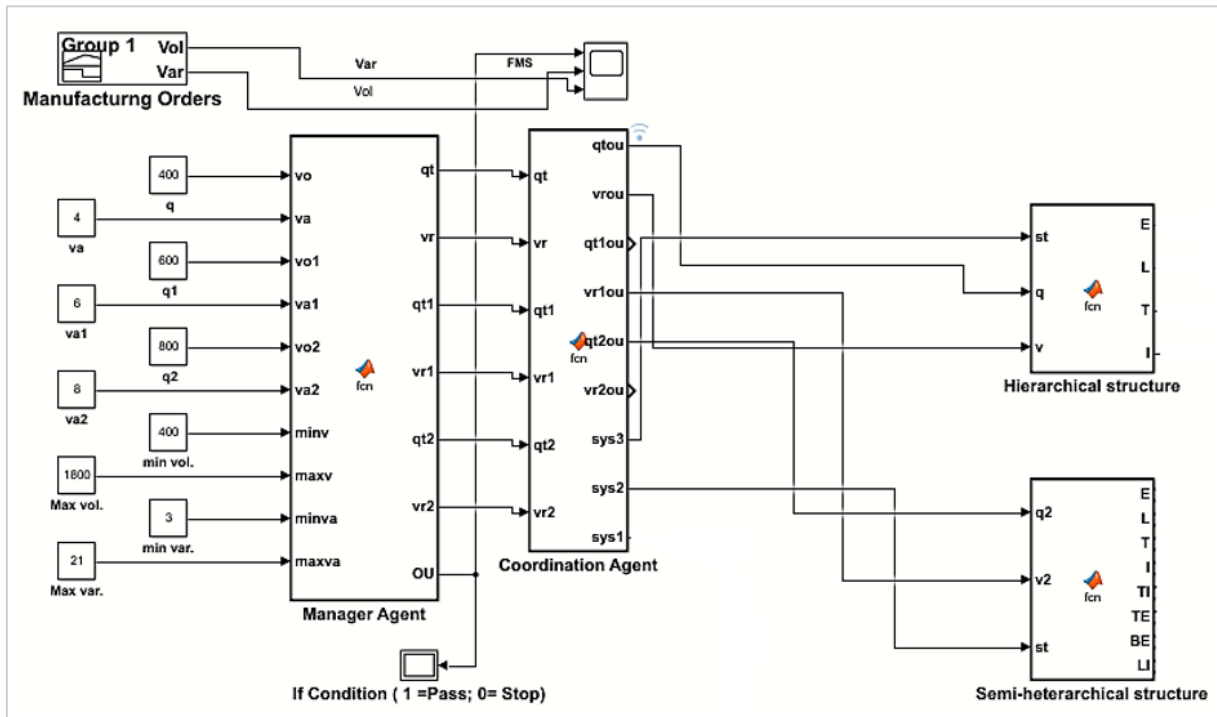 Group 1
Vol
Var
Manufacturng Orders
Var
Vol
FMS
400
q
4
va
600
q1
6
va1
800
q2
8
va2
400
min vol.
1800
Max vol.
3
min var.
21
Max var.
vo
va
vo1
va1
vo2
va2
minv
maxv
minva
maxva
fcn
qt
vr
qt1
vr1
qt2
vr2
OU
Manager Agent
If Condition ( 1 =Pass; 0= Stop)
qt
vr
qt1
vr1
qt2
vr2
fcn
qtou
vrou
qt1ou
vr1ou
qt2ou
vr2ou
sys3
sys2
sys1
Coordination Agent
st
q
v
fcn
E
L
T
I
Hierarchical structure
q2
v2
st
fcn
E
L
T
I
TI
TE
BE
LI
Semi-heterarchical structure